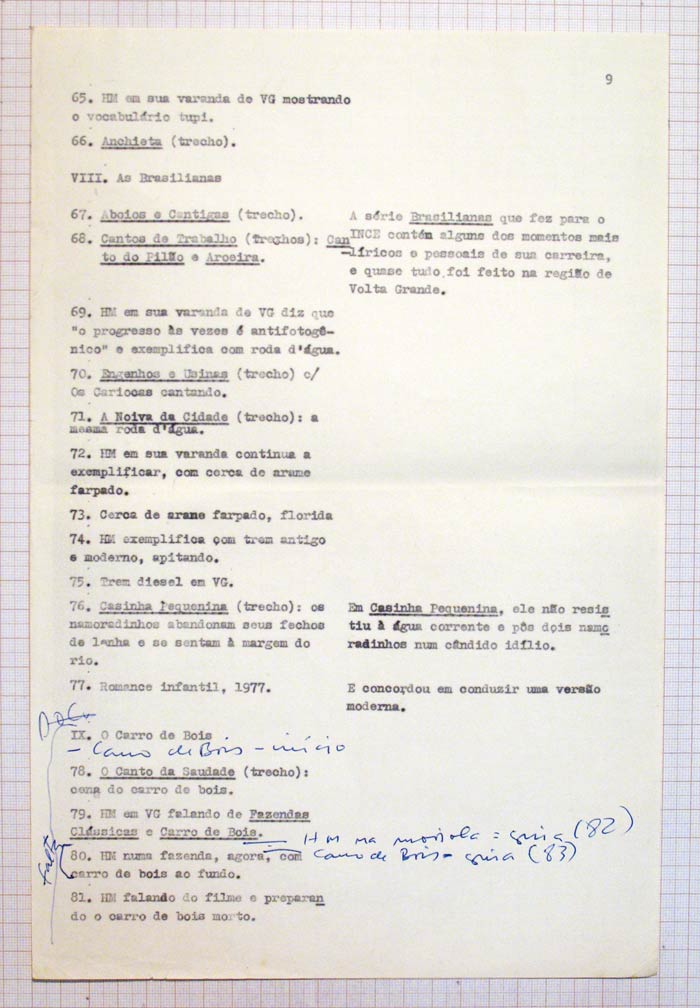 9
65. HM em sua varanda de VG mostrando
o vocabulário tupi.
66. Anchieta (trecho).
VIII. As Brasilianas
67. Aboios e Cantigas (trecho).
68. Cantos de Trabalho (trechos): Can
to do Pilão e Aroeira.
A série Brasilianas que fez para o
INCE contém alguns dos momentos mais
líricos e pessoais de sua carreira,
e quase tudo foi feito na região de
Volta Grande.
69. HM em sua varanda de VG diz que
"o progresso às vezes é antifotogê-
nico" e exemplifica com roda d'água.
70. Engenhos e Usinas (trecho) c/
Os Cariocas cantando.
71. A Noiva da Cidade (trecho): a
mesma roda d'água.
72. HM em sua varanda continua a
exemplificar, com cerca de arame
farpado.
73. Cerca de arame farpado, florida
74. HM exemplifica com trem antigo
e moderno, apitando.
75. Trem diesel em VG.
76. Casinha Pequenina (trecho): os
namoradinhos abandonam seus fechos
de lenha e se sentam à margem do
rio.
Em Casinha Pequenina, ele não resis
tiu à água corrente e pôs dois namo
radinhos num cândido idílio.
77. Romance infantil, 1977.
E concordou em conduzir uma versão
moderna.
IX. O Carro de Bois
- Carro de Bois - início
78. O Canto da Saudade (trecho):
cena do carro de bois.
79. HM em VG falando de Fazendas
Clássicas e Carro de Bois.
HM na = guia (82)
80. HM numa fazenda, agora, com
carro de bois ao fundo.
Carro de Bois - guia (83)
81. HM falando do filme e preparan
do o carro de bois morto.